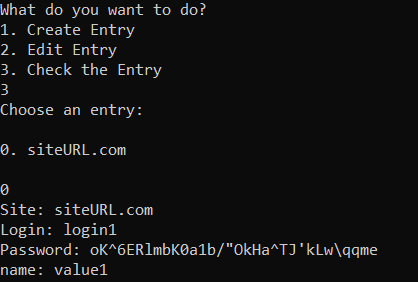 What do you want to do?
1. Create Entry
2. Edit Entry
3. Check the Entry
3
Choose an entry:
0. siteURL.com
0
Site: siteURL.com
Login: login1
Password: oK^6ERlmbK0a1b/"OkHa^TJ'kLw\qqme
name: value1